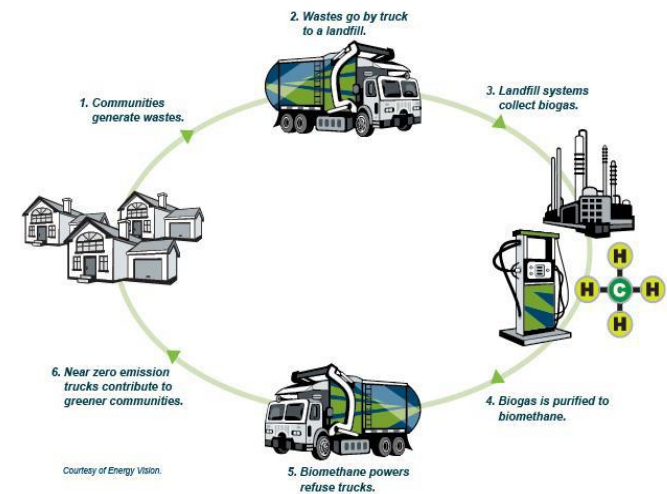 2. Wastes go by truck
to a landfill.
1. Communities
generate wastes.
3. Landfill systems
collect biogas.
H
H C H
H
6. Near zero emission
trucks contribute to
greener communities.
4. Biogas is purified to
biomethane.
5. Biomethane powers
refuse trucks.
Courtesy of Energy Vision.